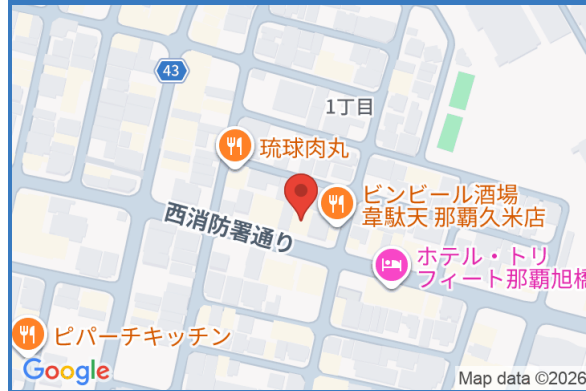 43
1丁目
琉球肉丸
ビンビール酒場
韋駄天 那覇久米店
西消防署通り
ホテル・トリ
フィート那覇旭橋
ピパーチキッチン
Google
Map data ©2026